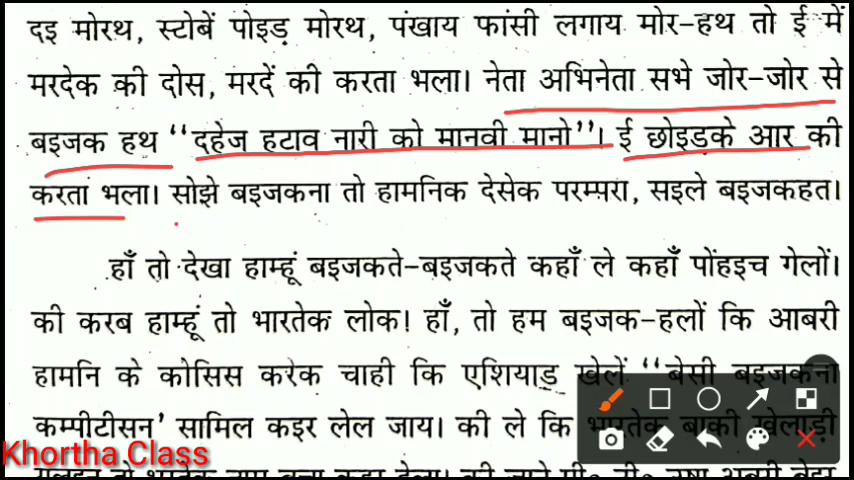 दइ मोरथ, स्टोबें पोइड़ मोरथ, पंखाय फांसी लगाय मोर-हथ तो ई में
मरदेक की दोस, मरदें की करता भला। नेता अभिनेता सभे जोर-जोर से
बइजक हथ "दहेज हटाव नारी को मानवी मानो"। ई छोइड़के आर की
करता भला। सोझे बइजकना तो हामनिक देसेक परम्परा, सइले बइजकहत।
हाँ तो देखा हाम्हूं बइजकते-बइजकते कहाँ ले कहाँ पोंहइच गेलों।
की करब हाम्हूं तो भारतेक लोक! हाँ, तो हम बइजक-हलों कि आबरी
हामनि के कोसिस करेक चाही कि एशियाड़ खेलें "बेसी बइजकना
कम्पीटीसन' सामिल कइर लेल जाय। की ले कि भारतेक बाकी खेलाड़ी
Khortha Class